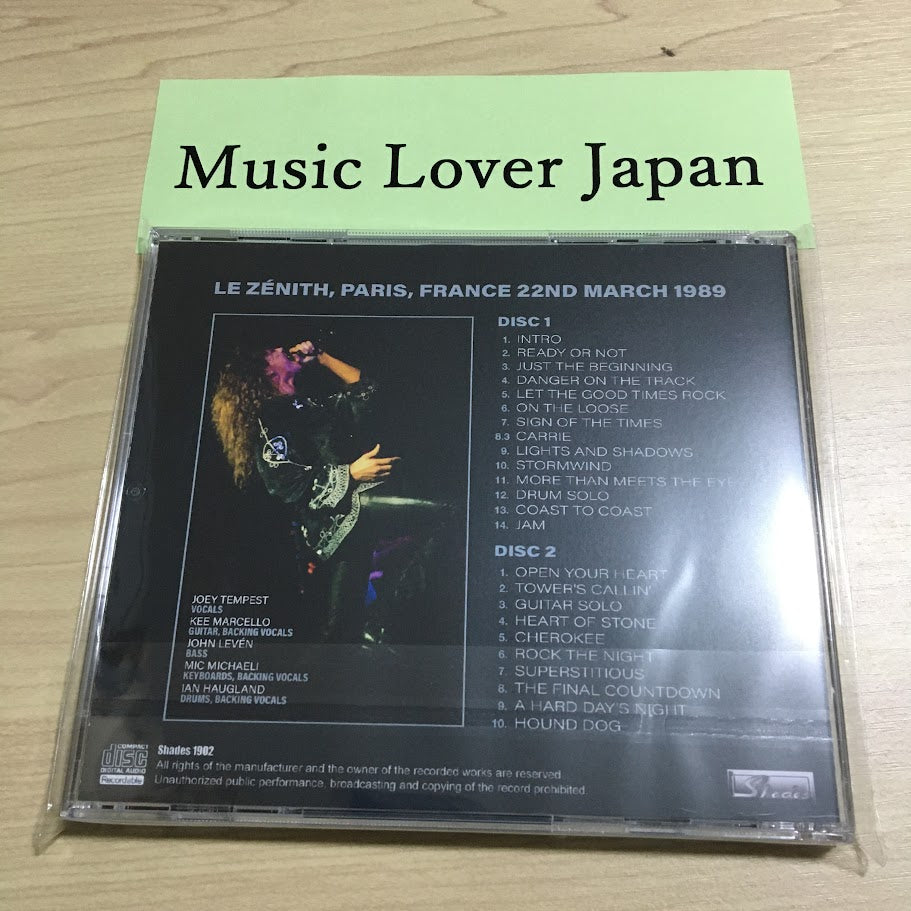 Music Lover Japan
LE ZÉNITH, PARIS, FRANCE 22ND MARCH 1989
DISC 1
1. INTRO
2. READY OR NOT
3. JUST THE BEGINNING
4. DANGER ON THE TRACK
5. LET THE GOOD TIMES ROCK
6. ON THE LOOSE
7. SIGN OF THE TIMES
8.3 CARRIE
9. LIGHTS AND SHADOWS
10. STORMWIND
11. MORE THAN MEETS THE EYE
12. DRUM SOLO
13. COAST TO COAST
14. JAM
DISC 2
1. OPEN YOUR HEART
2. TOWER'S CALLIN'
3. GUITAR SOLO
4. HEART OF STONE
5. CHEROKEE
6. ROCK THE NIGHT
7. SUPERSTITIOUS
8. THE FINAL COUNTDOWN
9. A HARD DAY'S NIGHT
10. HOUND DOG
JOEY TEMPEST
VOCALS
KEE MARCELLO
GUITAR, BACKING VOCALS
JOHN LEVÉN
BASS
MIC MICHAELI
KEYBOARDS, BACKING VOCALS
IAN HAUGLAND
DRUMS, BACKING VOCALS
COMPACT
disc
DIGITAL AUDIO
Recordable
Shades 1902
All rights of the manufacturer and the owner of the recorded works are reserved.
Unauthorized public performance, broadcasting and copying of the record prohibited.
Shades